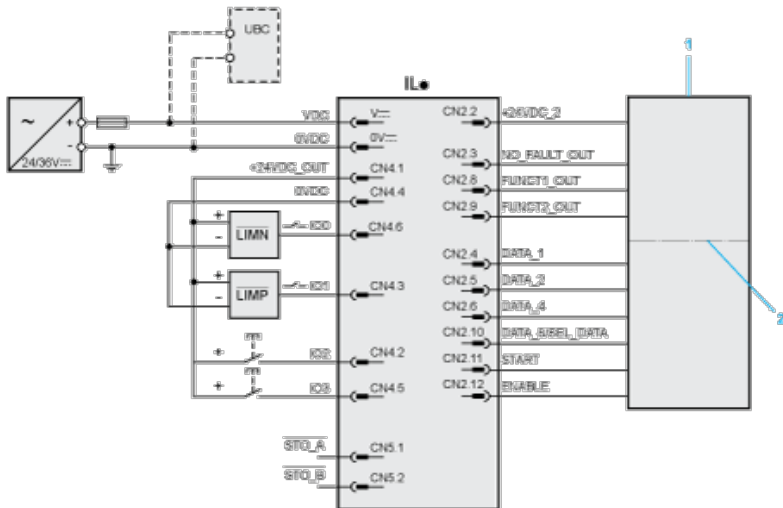 UBC
1
IL●
VDC
V⎓
CN2.2
+24VDC_2
~
+
-
24/36V⎓
0VDC
0V⎓
CN2.3
NO_FAULT_OUT
+24VDC_OUT
CN4.1
CN2.8
FUNCT1_OUT
0VDC
CN4.4
CN2.9
FUNCT2_OUT
+
-
LIMN
IO0
CN4.6
CN2.4
DATA_1
+
-
LIMP
IO1
CN4.3
CN2.5
DATA_2
CN2.6
DATA_4
2
CN2.10
DATA_8/SEL_DATA
+
IO2
CN4.2
CN2.11
START
+
IO3
CN4.5
CN2.12
ENABLE
STO_A
CN5.1
STO_B
CN5.2